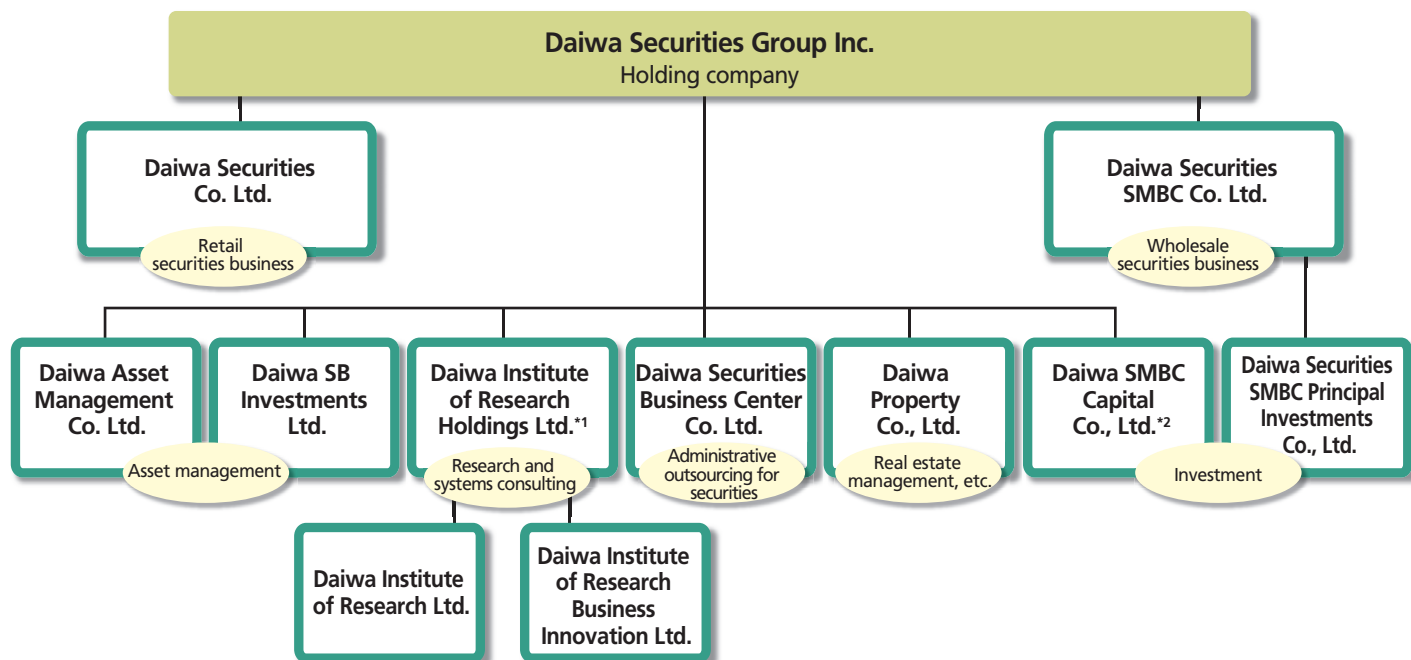 Daiwa Securities Group Inc.
Holding company
Daiwa Securities
Co. Ltd.
Retail
securities business
Daiwa Securities
SMBC Co. Ltd.
Wholesale
securities business
Daiwa Asset
Management
Co. Ltd.
Daiwa SB
Investments
Ltd.
Asset management
Daiwa Institute
of Research
Holdings Ltd.*1
Research and
systems consulting
Daiwa Securities
Business Center
Co. Ltd.
Administrative
outsourcing for
securities
Daiwa
Property
Co., Ltd.
Real estate
management, etc.
Daiwa SMBC
Capital
Co., Ltd.*2
Daiwa Securities
SMBC Principal
Investments
Co., Ltd.
Investment
Daiwa Institute
of Research Ltd.
Daiwa Institute
of Research
Business
Innovation Ltd.